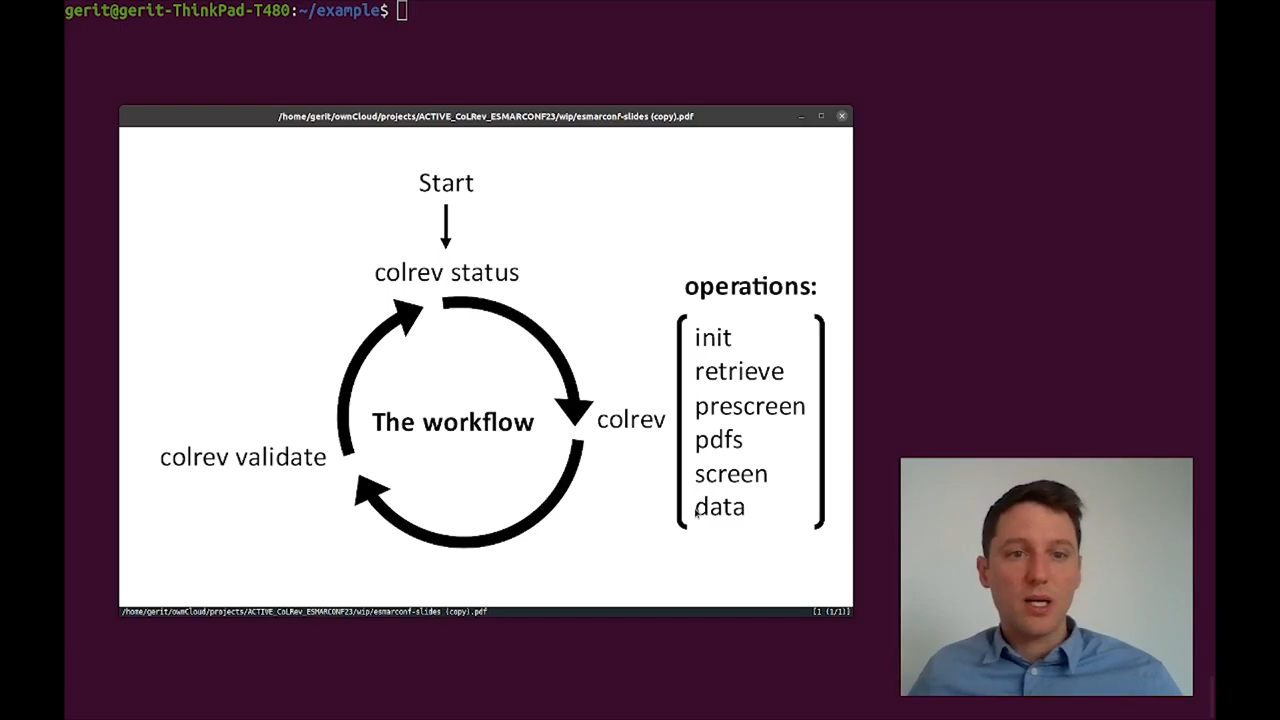 gerit@gerit-ThinkPad-T480:~/example$
/home/gerit/ownCloud/projects/ACTIVE_CoLRev_ESMARCONF23/wip/esmarconf-slides (copy).pdf
Start
colrev status
operations:
init
retrieve
prescreen
The workflow
colrev
pdfs
colrev validate
screen
data
/home/gerit/ownCloud/projects/ACTIVE_CoLRev_ESMARCONF23/wip/esmarconf-slides (copy).pdf
[1 (1/1)]